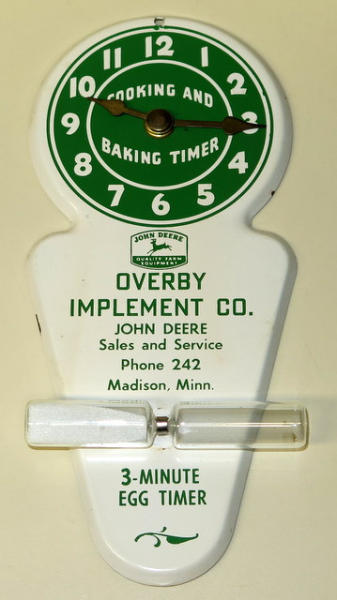 12
1
2
3
4
5
6
7
8
9
10
11
COOKING AND
BAKING TIMER
JOHN DEERE
QUALITY FARM
EQUIPMENT
OVERBY
IMPLEMENT CO.
JOHN DEERE
Sales and Service
Phone 242
Madison, Minn.
3-MINUTE
EGG TIMER